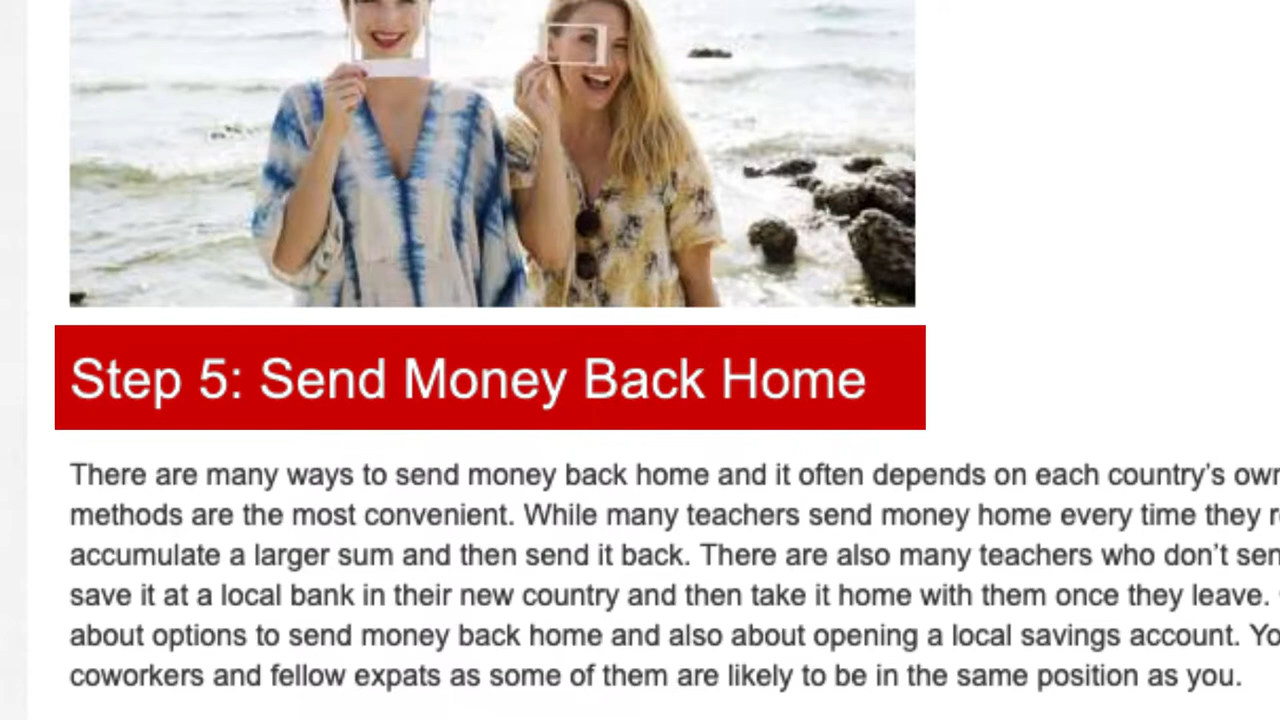 Step 5: Send Money Back Home
There are many ways to send money back home and it often depends on each country’s own
methods are the most convenient. While many teachers send money home every time they
accumulate a larger sum and then send it back. There are also many teachers who don’t
save it at a local bank in their new country and then take it home with them once they leave.
about options to send money back home and also about opening a local savings account.
coworkers and fellow expats as some of them are likely to be in the same position as you.